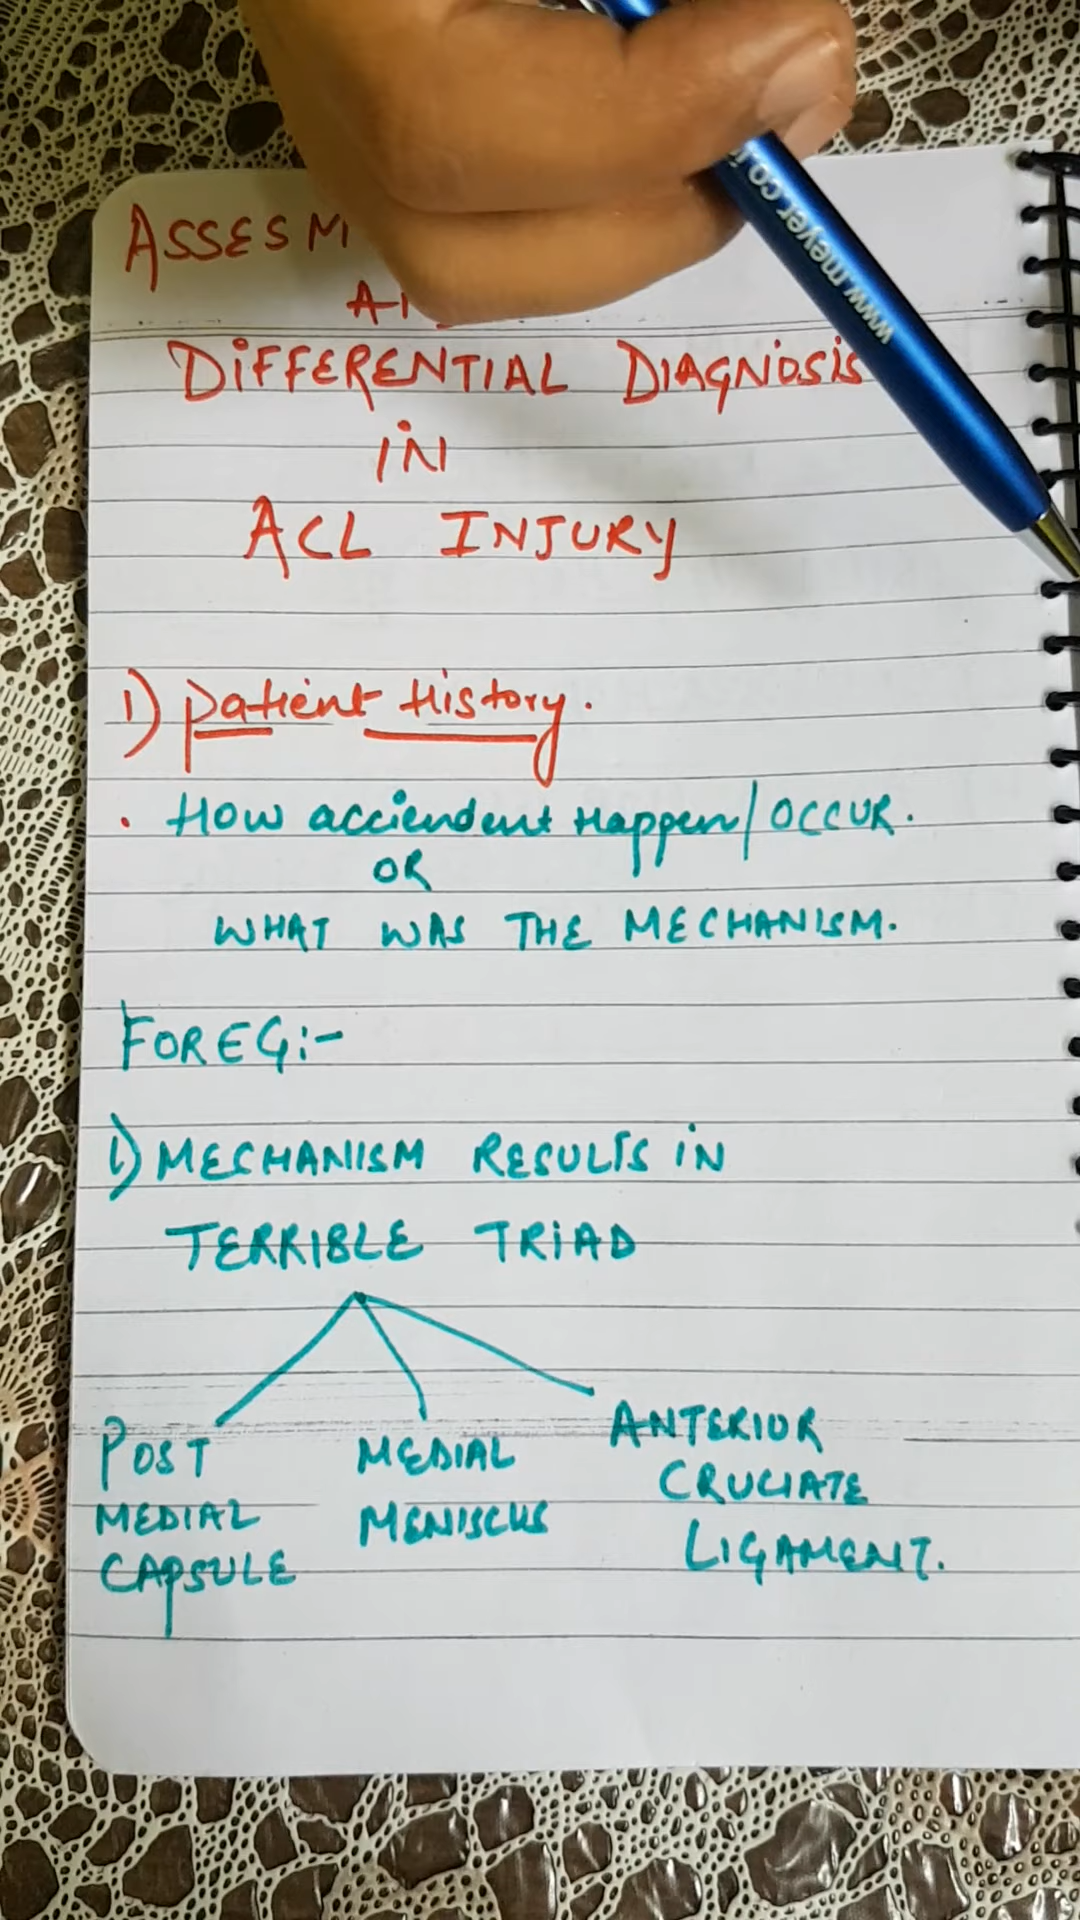 ASSESM
DIFFERENTIAL DIAGNOSIS
IN
ACL INJURY
1) Patient History.
• How acciendent Happen/OCCUR.
OR
WHAT WAS THE MECHANISM.
FOREG:-
1) MECHANISM RESULTS IN
TERRIBLE TRIAD
POST MEDIAL CAPSULE
MEDIAL MENISCUS
ANTERIOR CRUCIATE LIGAMENT.
www.meyer.co.i